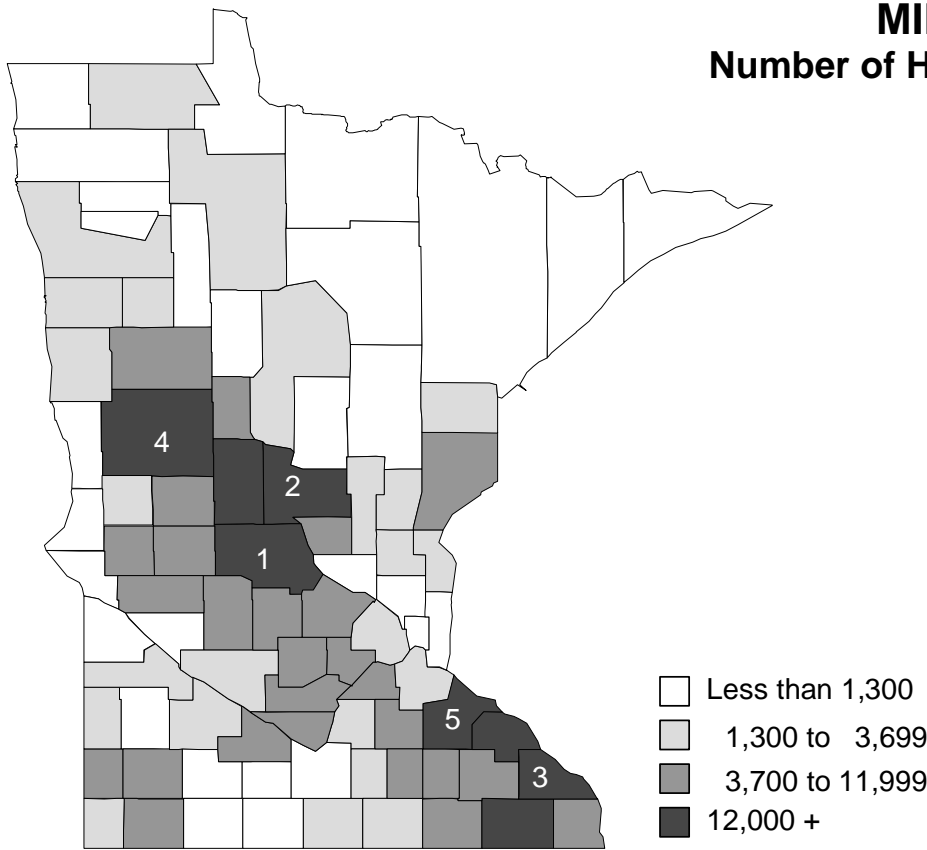 MI
Number of H
4
2
1
5
3
Less than 1,300
1,300 to 3,699
3,700 to 11,999
12,000 +